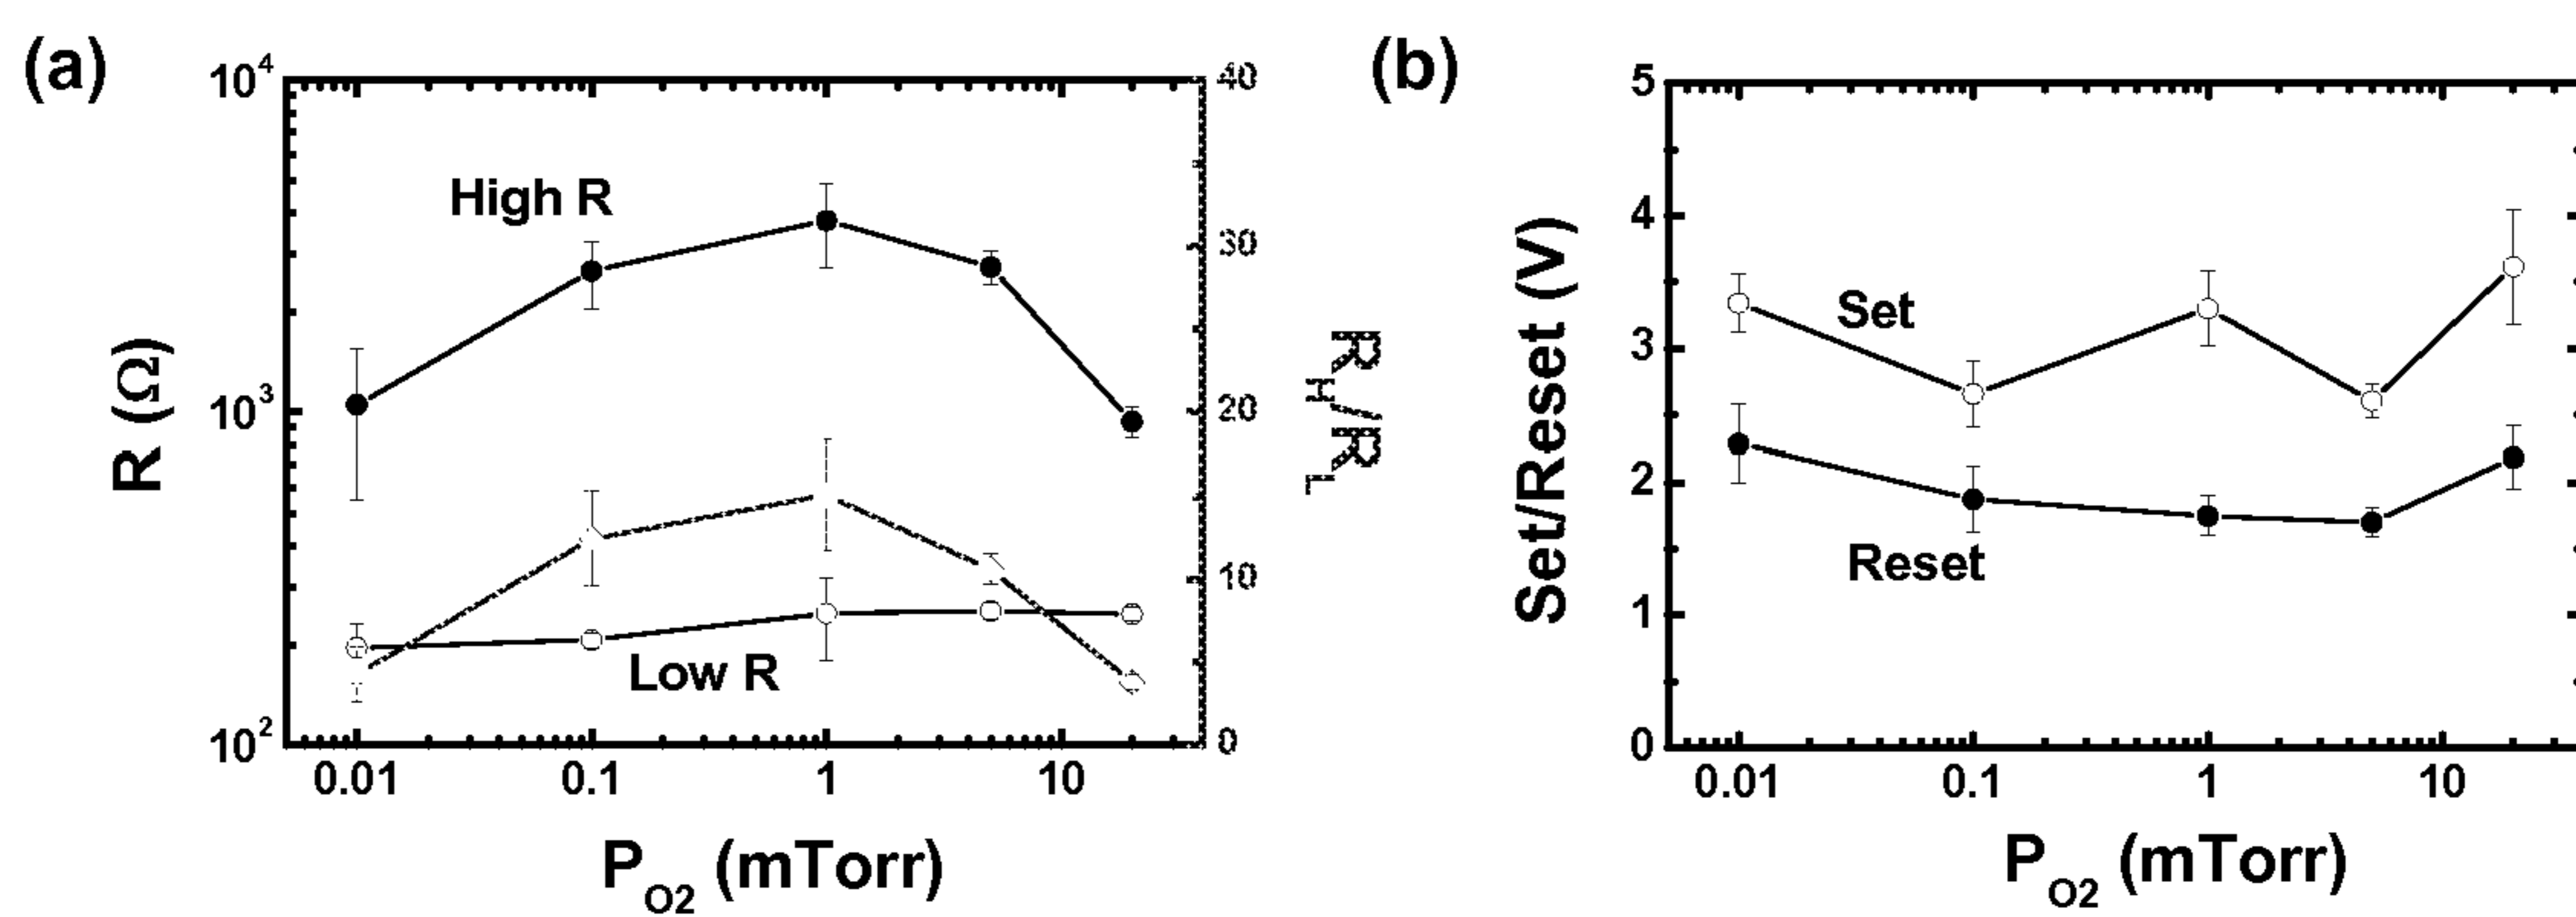 (a)
10^4
10^3
10^2
R (Ω)
High R
Low R
40
30
20
10
0
R_H/R_L
0.01 0.1 1 10
P_O2 (mTorr)
(b)
5
4
3
2
1
0
Set/Reset (V)
Set
Reset
0.01 0.1 1 10
P_O2 (mTorr)